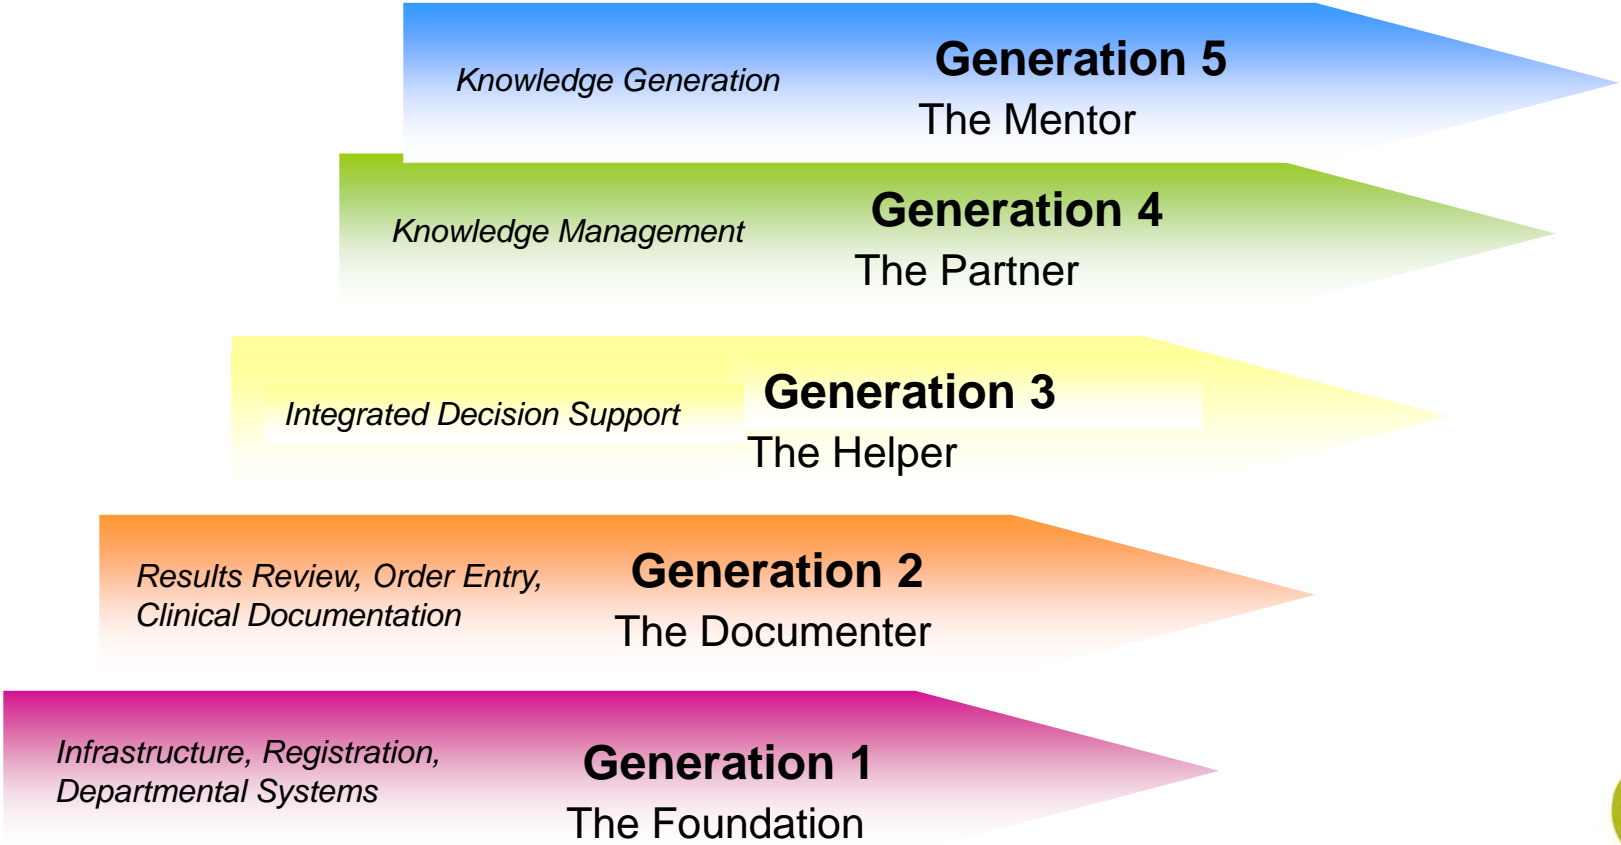 Knowledge Generation
Generation 5
The Mentor
Knowledge Management
Generation 4
The Partner
Integrated Decision Support
Generation 3
The Helper
Results Review, Order Entry,
Clinical Documentation
Generation 2
The Documenter
Infrastructure, Registration,
Departmental Systems
Generation 1
The Foundation